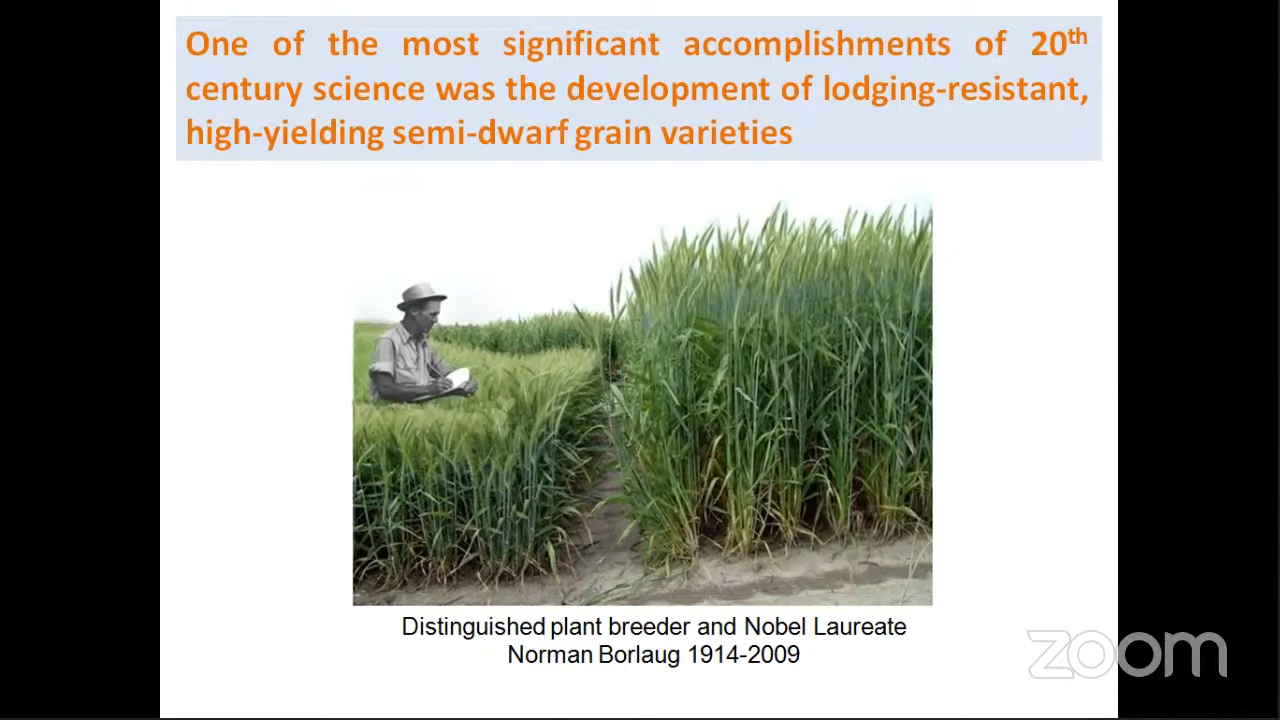 One of the most significant accomplishments of 20th
century science was the development of lodging-resistant,
high-yielding semi-dwarf grain varieties
Distinguished plant breeder and Nobel Laureate
Norman Borlaug 1914-2009
zoom